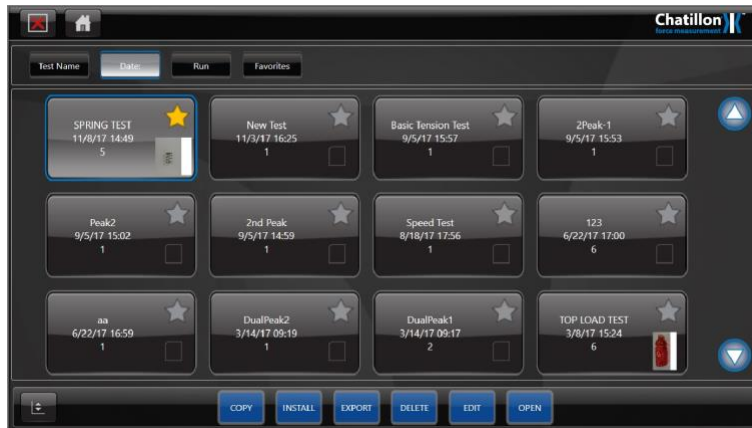 Chatillon
force measurement
Test Name
Date
Run
Favorites
SPRING TEST
11/8/17 14:49
5
New Test
11/3/17 16:25
1
Basic Tension Test
9/5/17 15:57
1
2Peak-1
9/5/17 15:53
1
Peak2
9/5/17 15:02
1
2nd Peak
9/5/17 14:59
1
Speed Test
8/18/17 17:56
1
123
6/22/17 17:00
6
aa
6/22/17 16:59
1
DualPeak2
3/14/17 09:19
1
DualPeak1
3/14/17 09:17
2
TOP LOAD TEST
3/8/17 15:24
6
COPY
INSTALL
EXPORT
DELETE
EDIT
OPEN